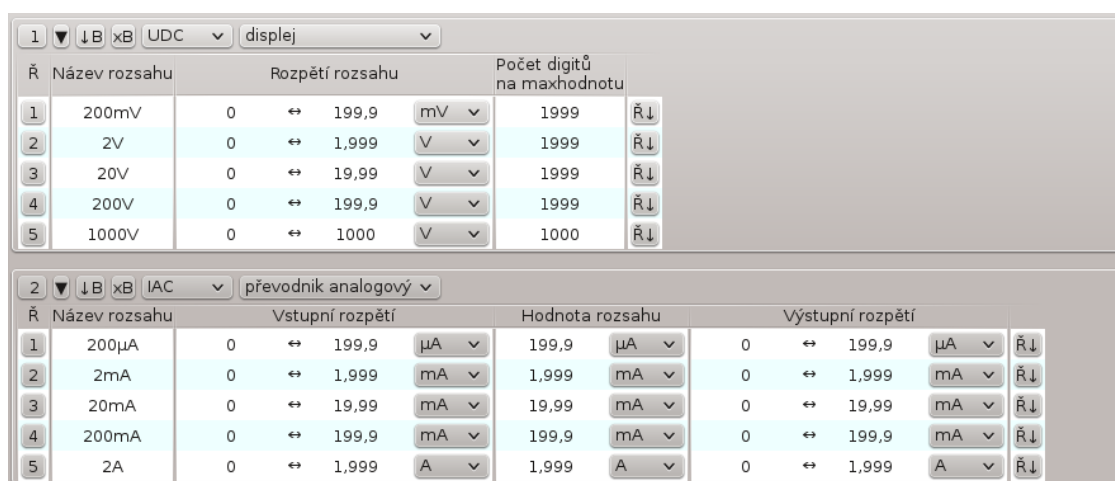 1 ▼ ↓B xB UDC displej
Ř Název rozsahu Rozpětí rozsahu Počet digitů
na maxhodnotu
1 200mV 0 ↔ 199,9 mV 1999 Ř↓
2 2V 0 ↔ 1,999 V 1999 Ř↓
3 20V 0 ↔ 19,99 V 1999 Ř↓
4 200V 0 ↔ 199,9 V 1999 Ř↓
5 1000V 0 ↔ 1000 V 1000 Ř↓
2 ▼ ↓B xB IAC převodník analogový
Ř Název rozsahu Vstupní rozpětí Hodnota rozsahu Výstupní rozpětí
1 200µA 0 ↔ 199,9 µA 199,9 µA 0 ↔ 199,9 µA Ř↓
2 2mA 0 ↔ 1,999 mA 1,999 mA 0 ↔ 1,999 mA Ř↓
3 20mA 0 ↔ 19,99 mA 19,99 mA 0 ↔ 19,99 mA Ř↓
4 200mA 0 ↔ 199,9 mA 199,9 mA 0 ↔ 199,9 mA Ř↓
5 2A 0 ↔ 1,999 A 1,999 A 0 ↔ 1,999 A Ř↓